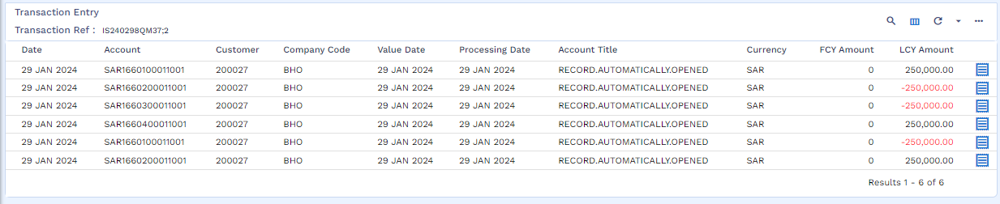 Transaction Entry
Transaction Ref : IS240298QM37;2
Date Account Customer Company Code Value Date Processing Date Account Title Currency FCY Amount LCY Amount
29 JAN 2024 SAR1660100011001 200027 BHO 29 JAN 2024 29 JAN 2024 RECORD.AUTOMATICALLY.OPENED SAR 0 250,000.00
29 JAN 2024 SAR1660200011001 200027 BHO 29 JAN 2024 29 JAN 2024 RECORD.AUTOMATICALLY.OPENED SAR 0 -250,000.00
29 JAN 2024 SAR1660300011001 200027 BHO 29 JAN 2024 29 JAN 2024 RECORD.AUTOMATICALLY.OPENED SAR 0 -250,000.00
29 JAN 2024 SAR1660400011001 200027 BHO 29 JAN 2024 29 JAN 2024 RECORD.AUTOMATICALLY.OPENED SAR 0 250,000.00
29 JAN 2024 SAR1660100011001 200027 BHO 29 JAN 2024 29 JAN 2024 RECORD.AUTOMATICALLY.OPENED SAR 0 -250,000.00
29 JAN 2024 SAR1660200011001 200027 BHO 29 JAN 2024 29 JAN 2024 RECORD.AUTOMATICALLY.OPENED SAR 0 250,000.00
Results 1 - 6 of 6